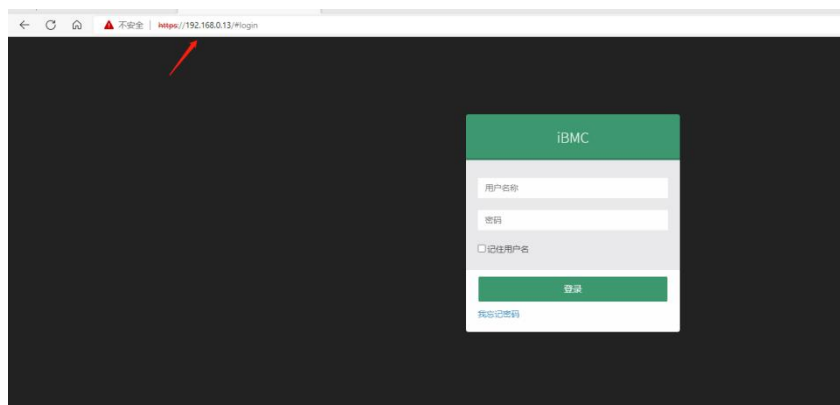 不安全 | https://192.168.0.13/#login
iBMC
用户名称
密码
记住用户名
登录
我忘记密码